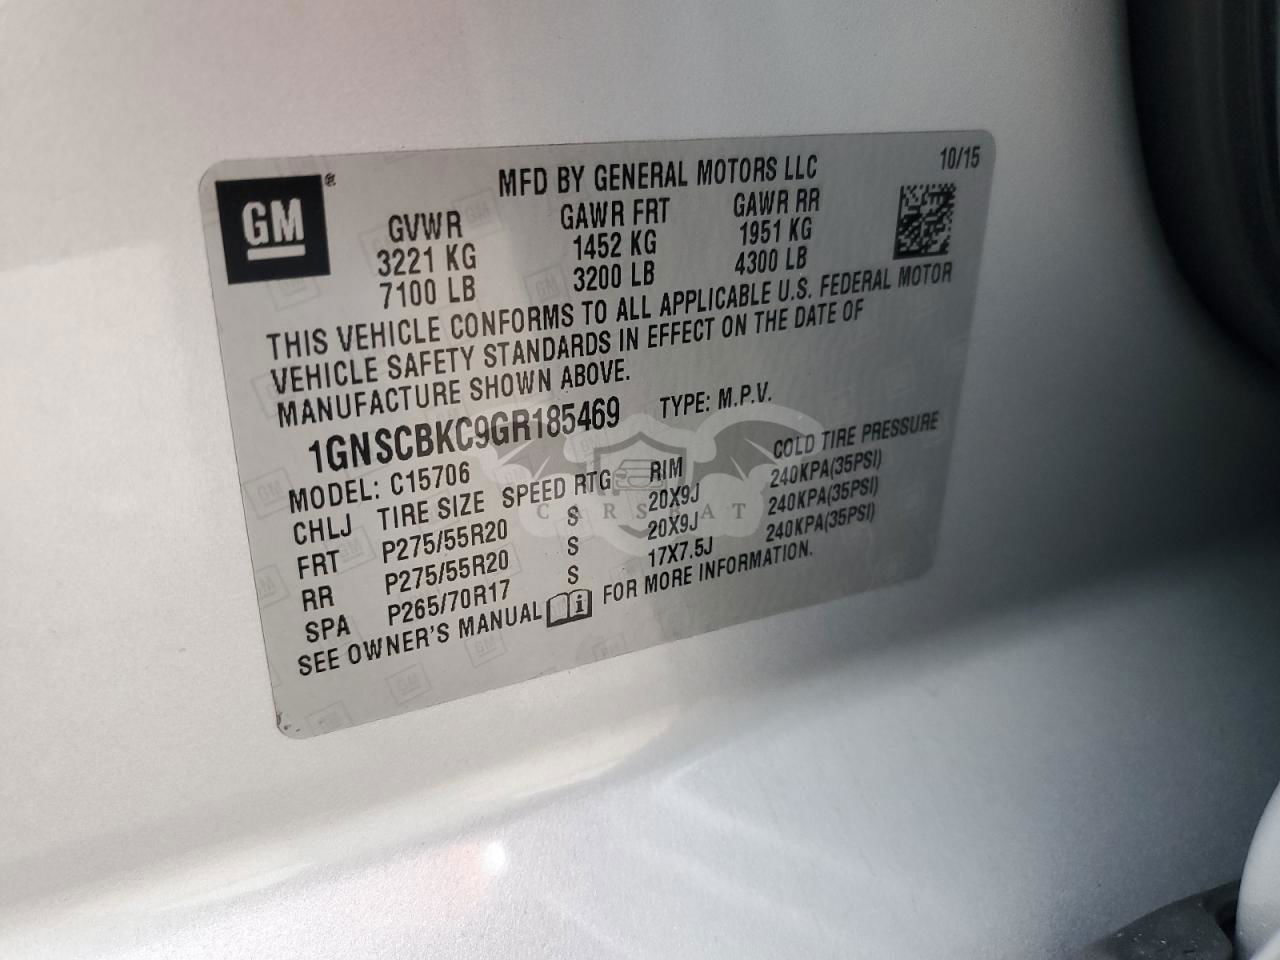 GM ®
MFD BY GENERAL MOTORS LLC 10/15
GVWR GAWR FRT GAWR RR
3221 KG 1452 KG 1951 KG
7100 LB 3200 LB 4300 LB
THIS VEHICLE CONFORMS TO ALL APPLICABLE U.S. FEDERAL MOTOR
VEHICLE SAFETY STANDARDS IN EFFECT ON THE DATE OF
MANUFACTURE SHOWN ABOVE.
1GNSCBKC9GR185469 TYPE: M.P.V.
MODEL: C15706
CHLJ TIRE SIZE SPEED RTG RIM COLD TIRE PRESSURE
FRT P275/55R20 S 20X9J 240KPA(35PSI)
RR P275/55R20 S 20X9J 240KPA(35PSI)
SPA P265/70R17 S 17X7.5J 240KPA(35PSI)
SEE OWNER'S MANUAL i FOR MORE INFORMATION.
CARSBAT